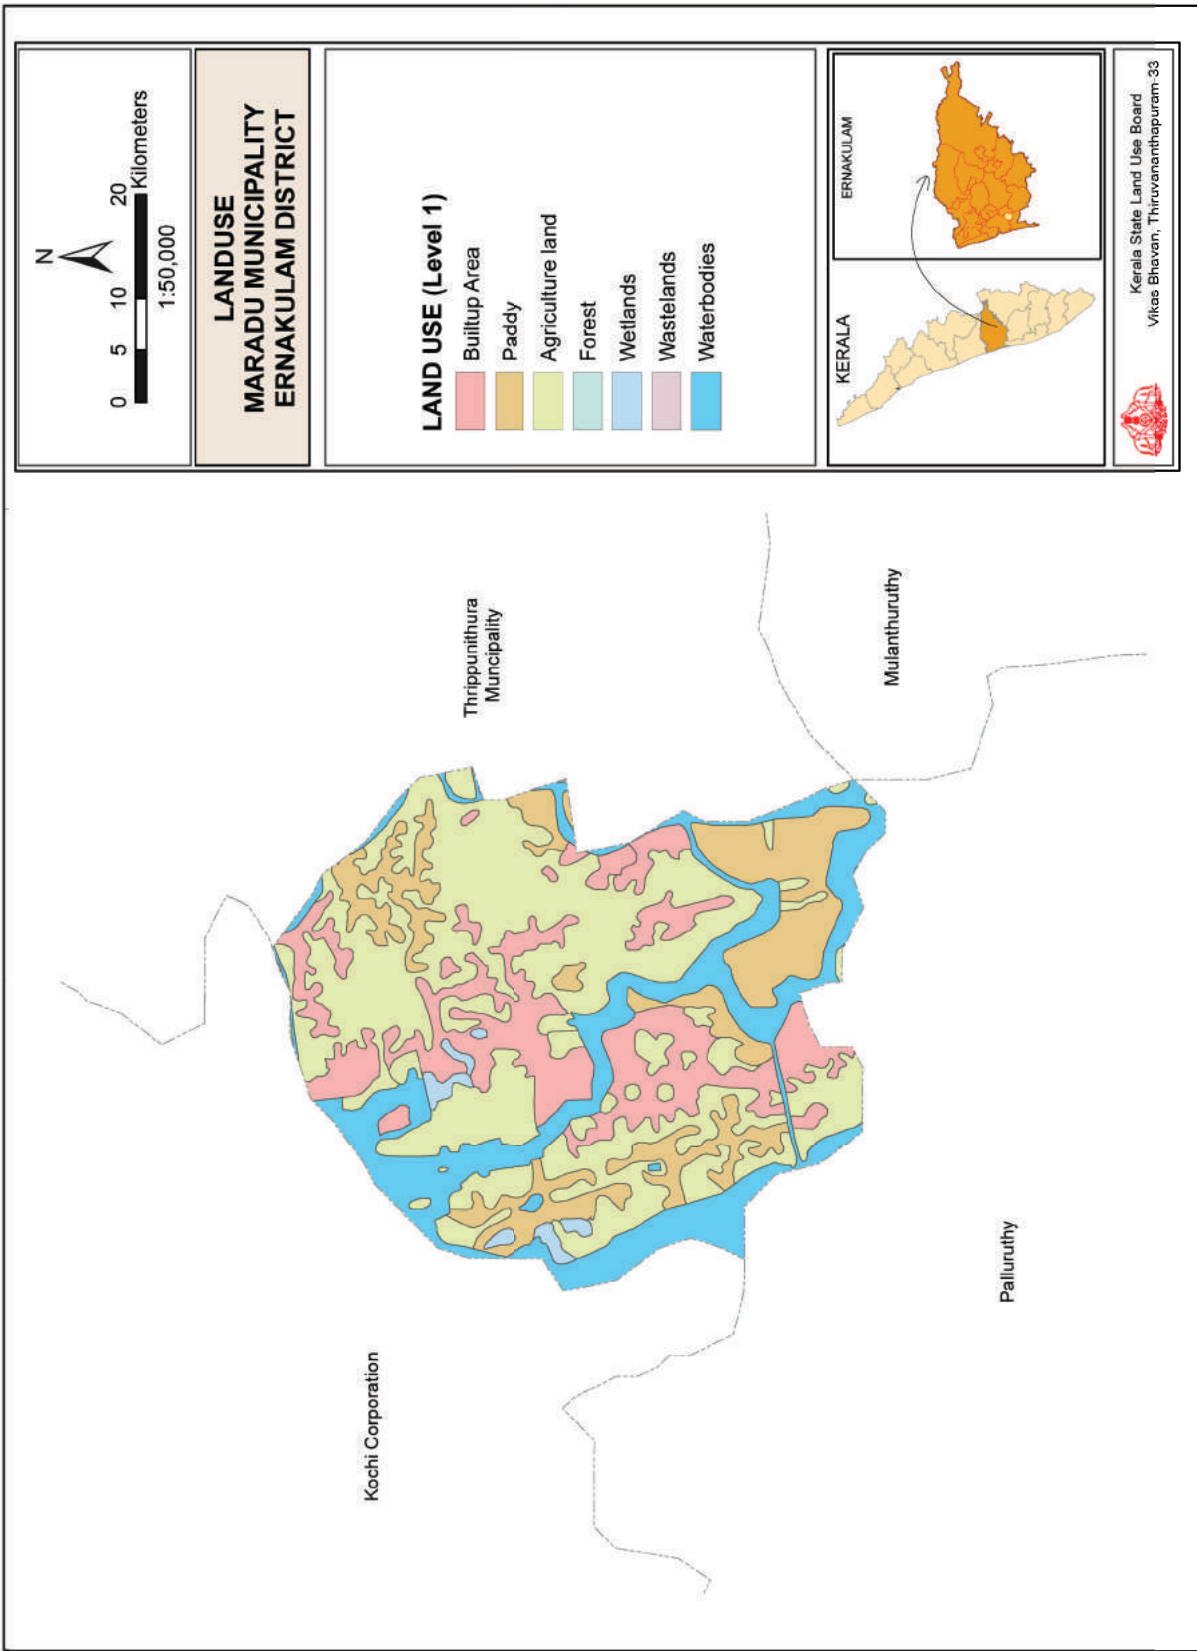 N
0 5 10 20
Kilometers
1:50,000
LANDUSE
MARADU MUNICIPALITY
ERNAKULAM DISTRICT
LAND USE (Level 1)
Builtup Area
Paddy
Agriculture land
Forest
Wetlands
Wastelands
Waterbodies
KERALA
ERNAKULAM
Kerala State Land Use Board
Vikas Bhavan, Thiruvananthapuram-33
Thrippunithura
Muncipality
Mulanthuruthy
Kochi Corporation
Palluruthy